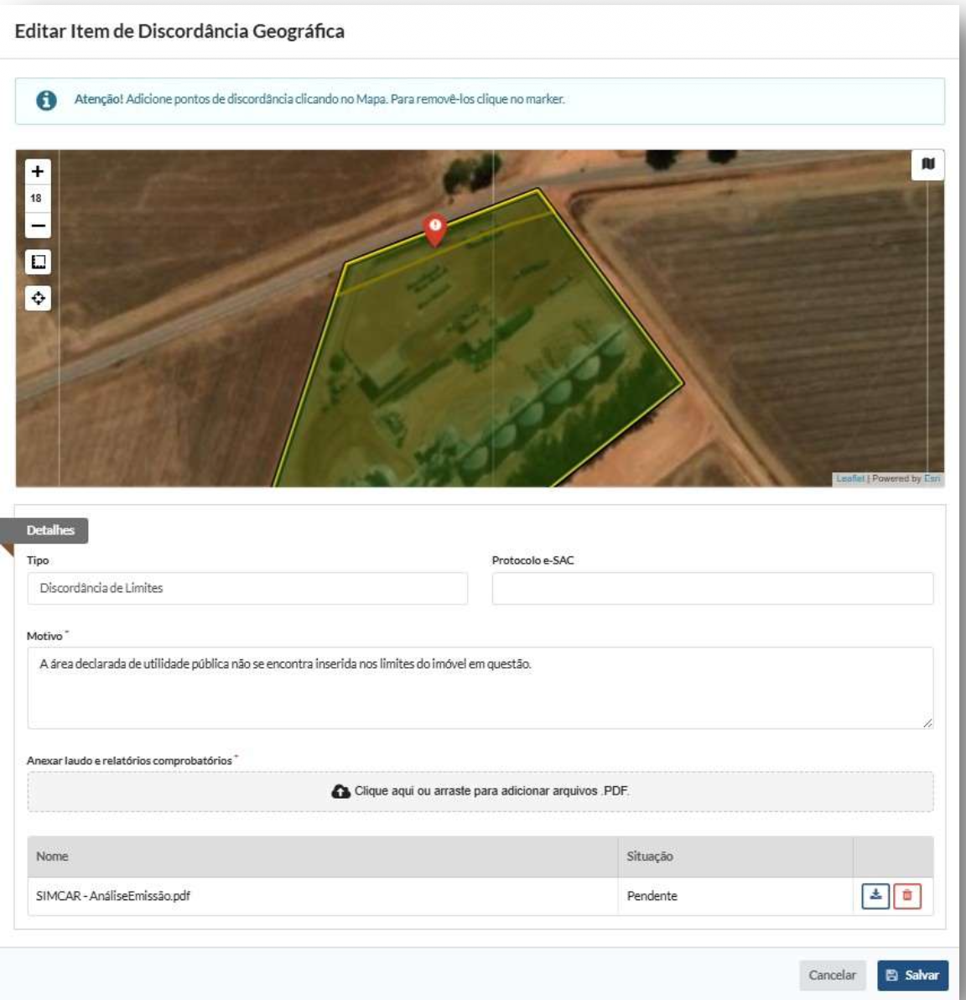 Editar Item de Discordância Geográfica
Atenção! Adicione pontos de discordância clicando no Mapa. Para removê-los clique no marker.
+
18
−
Leaflet | Powered by Esri
Detalhes
Tipo
Protocolo e-SAC
Discordância de Limites
Motivo *
A área declarada de utilidade pública não se encontra inserida nos limites do imóvel em questão.
Anexar laudo e relatórios comprobatórios *
Clique aqui ou arraste para adicionar arquivos .PDF.
Nome
Situação
SIMCAR - AnáliseEmissão.pdf
Pendente
Cancelar
Salvar